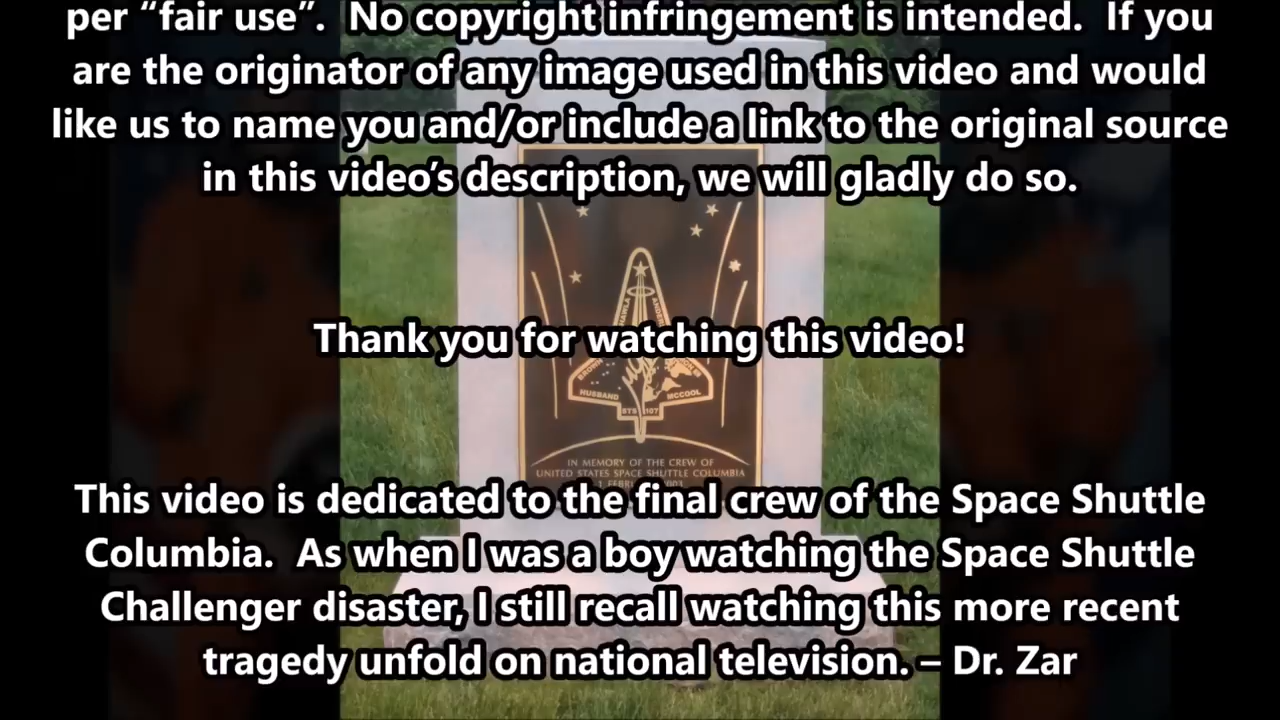 per “fair use”. No copyright infringement is intended. If you
are the originator of any image used in this video and would
like us to name you and/or include a link to the original source
in this video’s description, we will gladly do so.
Thank you for watching this video!
HUSBAND
MCCOOL
STS 107
IN MEMORY OF THE CREW OF
UNITED STATES SPACE SHUTTLE COLUMBIA
This video is dedicated to the final crew of the Space Shuttle
Columbia. As when I was a boy watching the Space Shuttle
Challenger disaster, I still recall watching this more recent
tragedy unfold on national television. – Dr. Zar